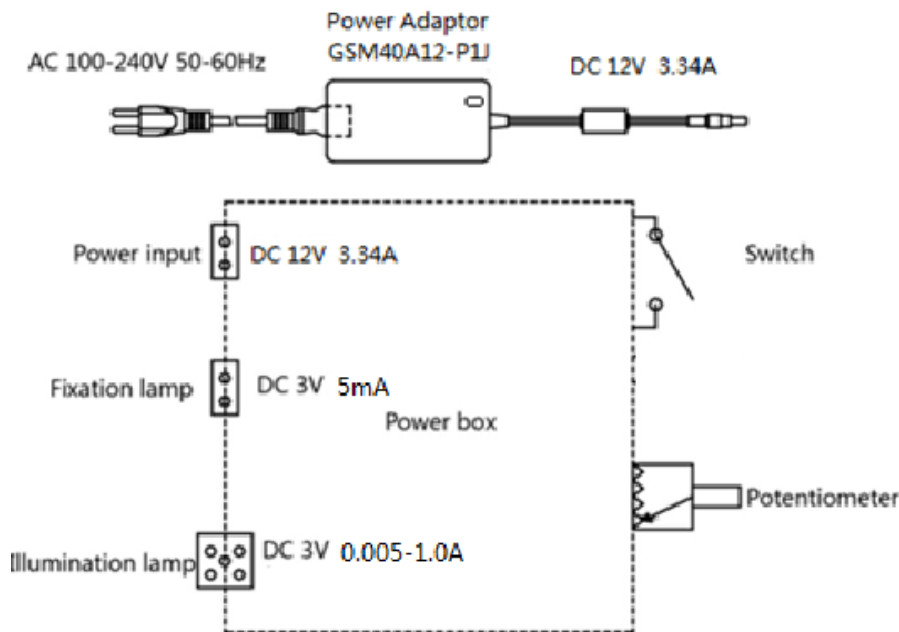 Power Adaptor
GSM40A12-P1J
AC 100-240V 50-60Hz
DC 12V 3.34A
Power input
DC 12V 3.34A
Switch
Fixation lamp
DC 3V 5mA
Power box
Potentiometer
Illumination lamp
DC 3V 0.005-1.0A